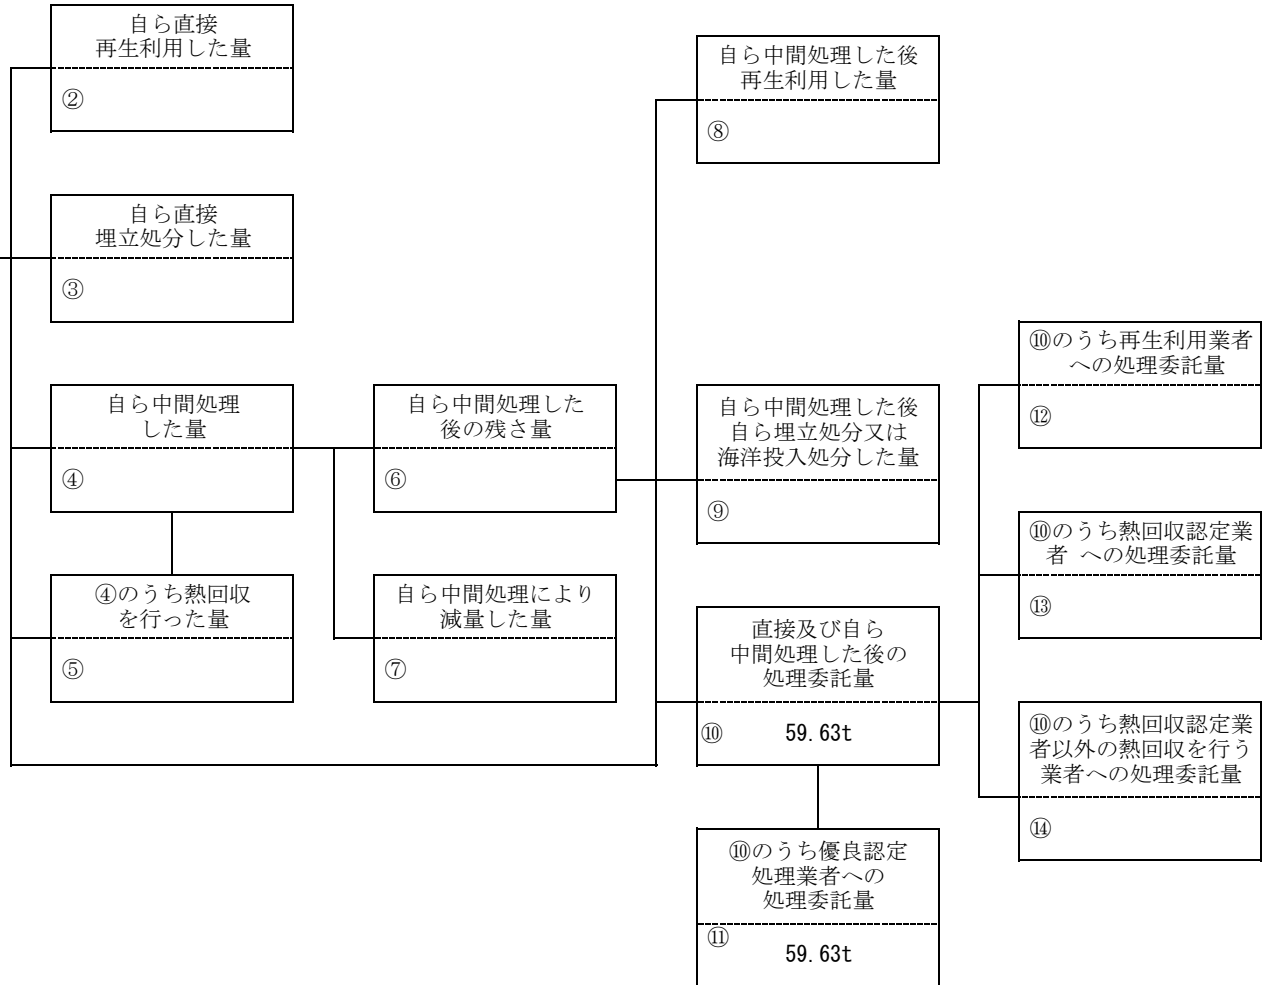 自ら直接
再生利用した量
②
自ら直接
埋立処分した量
③
自ら中間処理
した量
④
④のうち熱回収
を行った量
⑤
自ら中間処理した
後の残さ量
⑥
自ら中間処理により
減量した量
⑦
自ら中間処理した後
再生利用した量
⑧
自ら中間処理した後
自ら埋立処分又は
海洋投入処分した量
⑨
直接及び自ら
中間処理した後の
処理委託量
⑩ 59.63t
⑩のうち優良認定
処理業者への
処理委託量
⑪ 59.63t
⑩のうち再生利用業者
への処理委託量
⑫
⑩のうち熱回収認定業
者 への処理委託量
⑬
⑩のうち熱回収認定業
者以外の熱回収を行う
業者への処理委託量
⑭